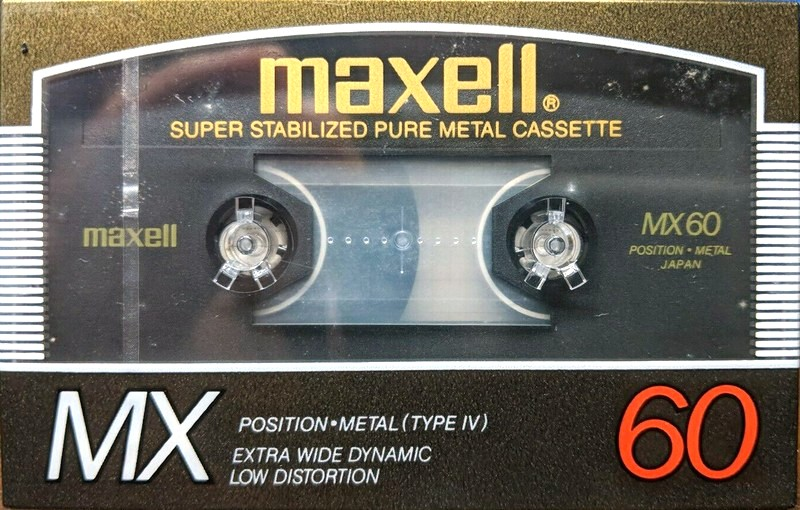 maxell®
SUPER STABILIZED PURE METAL CASSETTE
maxell
MX60
POSITION • METAL
JAPAN
MX
POSITION•METAL (TYPE IV)
EXTRA WIDE DYNAMIC
LOW DISTORTION
60